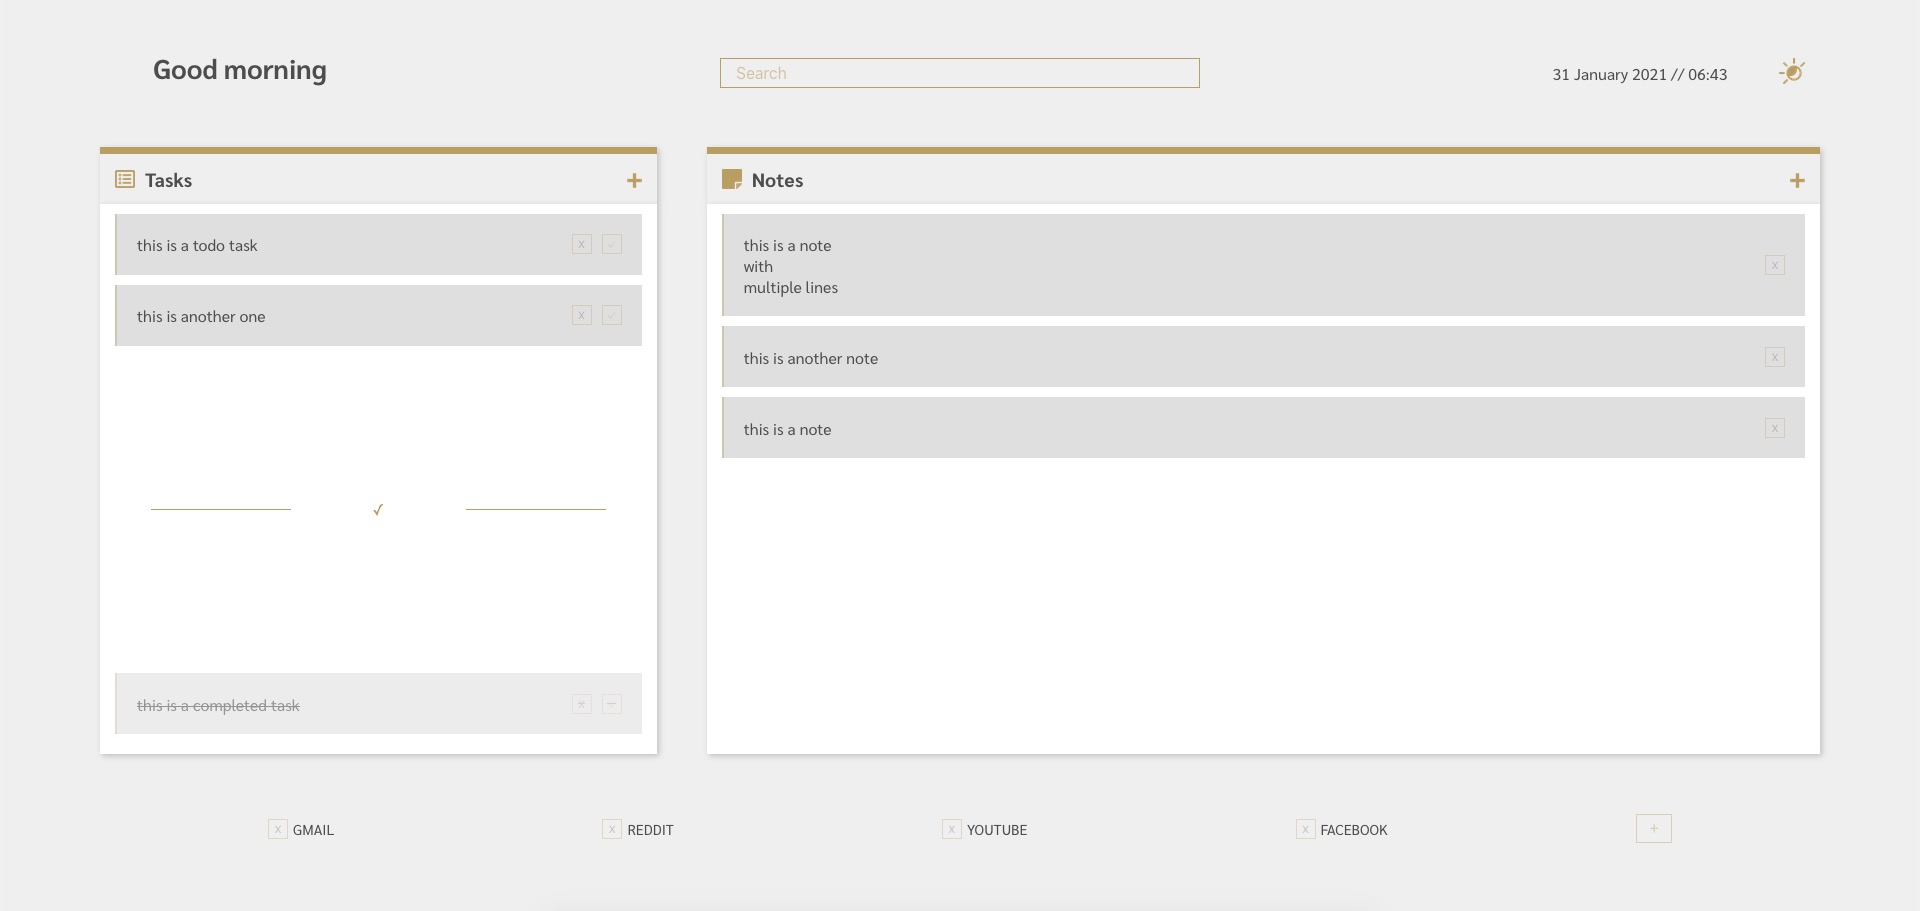 Good morning
Search
31 January 2021 // 06:43
Tasks
+
this is a todo task
x ✓
this is another one
x ✓
✓
this is a completed task
x –
Notes
+
this is a note
with
multiple lines
x
this is another note
x
this is a note
x
x GMAIL
x REDDIT
x YOUTUBE
x FACEBOOK
+